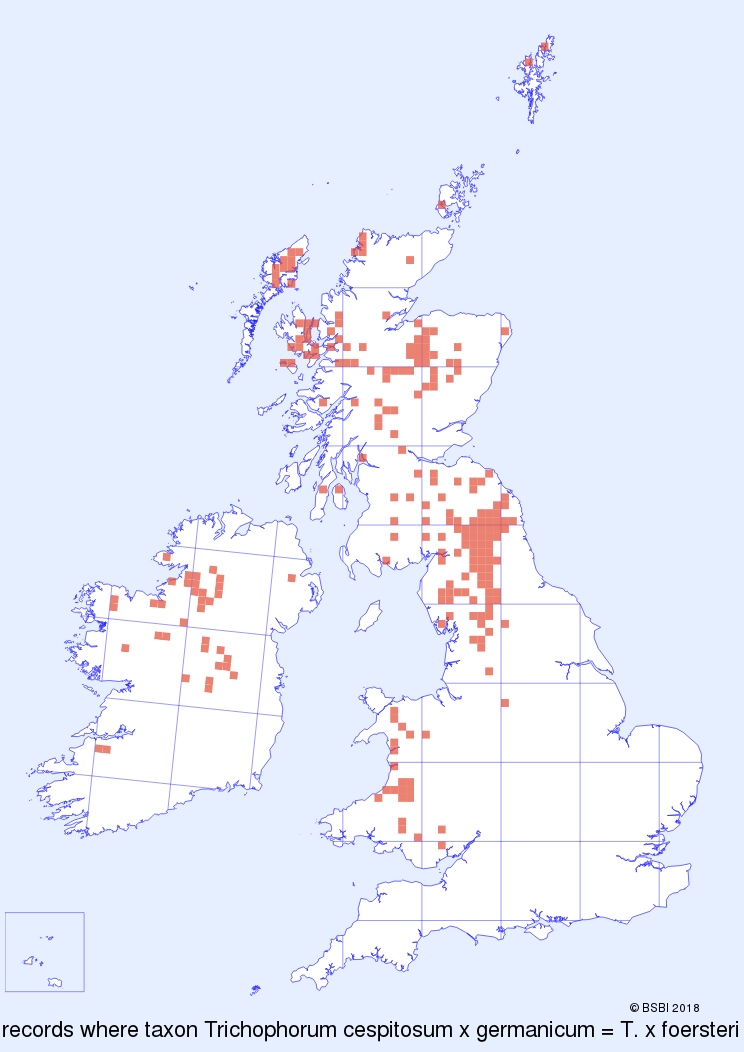 © BSBI 2018
records where taxon Trichophorum cespitosum x germanicum = T. x foersteri